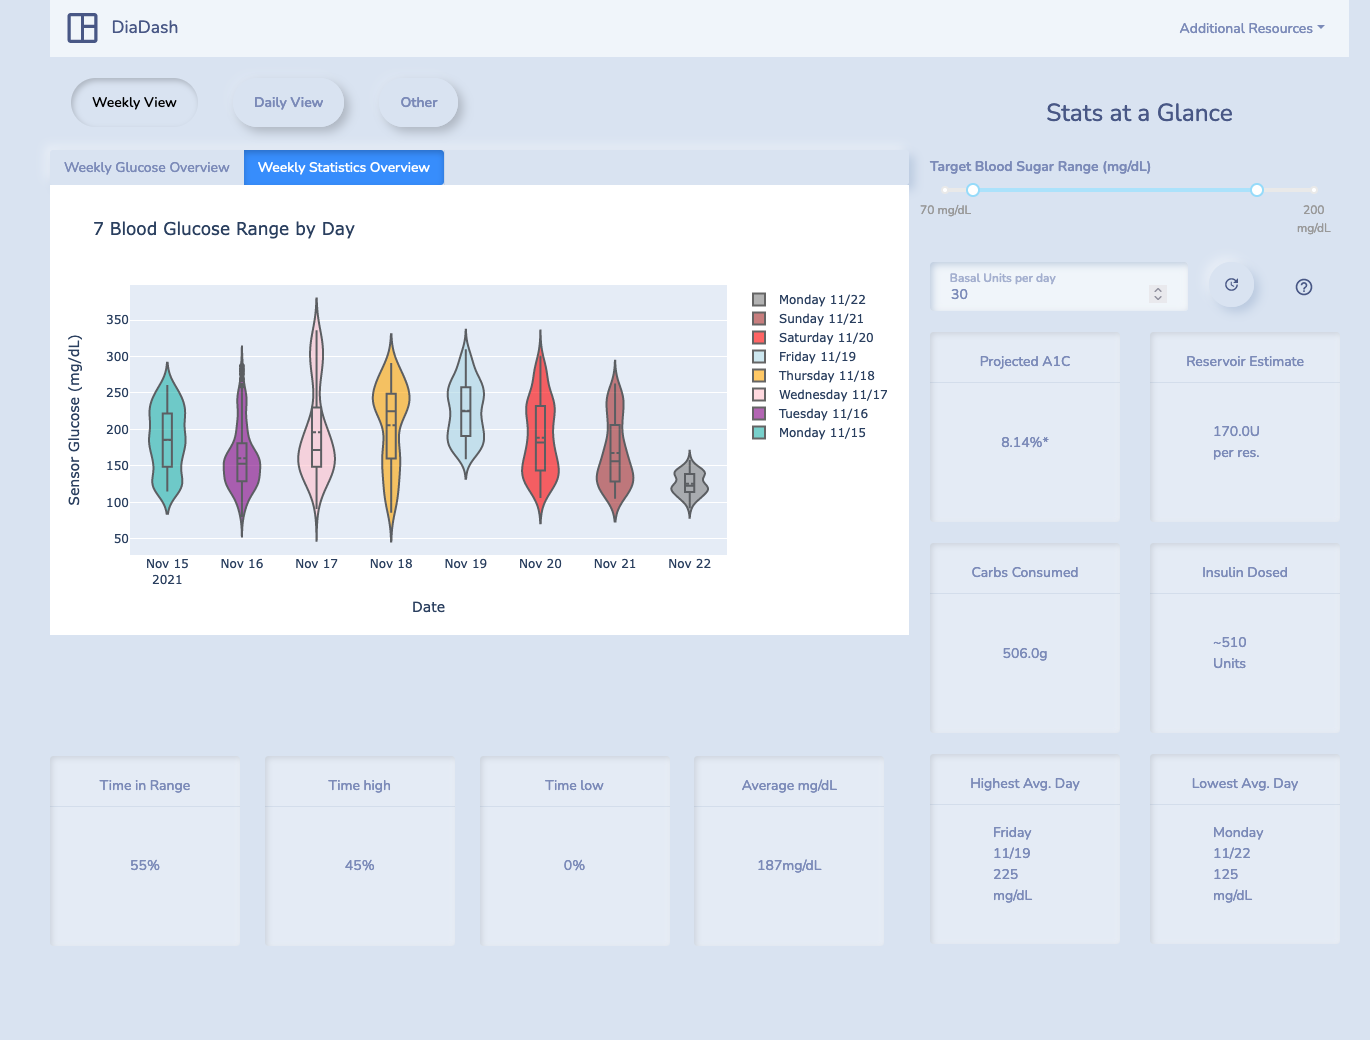 DiaDash
Additional Resources
Weekly View
Daily View
Other
Stats at a Glance
Weekly Glucose Overview
Weekly Statistics Overview
Target Blood Sugar Range (mg/dL)
70 mg/dL
200
mg/dL
7 Blood Glucose Range by Day
Basal Units per day
30
Sensor Glucose (mg/dL)
350
300
250
200
150
100
50
Nov 15
2021
Nov 16
Nov 17
Nov 18
Nov 19
Nov 20
Nov 21
Nov 22
Date
Monday 11/22
Sunday 11/21
Saturday 11/20
Friday 11/19
Thursday 11/18
Wednesday 11/17
Tuesday 11/16
Monday 11/15
Projected A1C
8.14%*
Reservoir Estimate
170.0U
per res.
Carbs Consumed
506.0g
Insulin Dosed
~510
Units
Time in Range
55%
Time high
45%
Time low
0%
Average mg/dL
187mg/dL
Highest Avg. Day
Friday
11/19
225
mg/dL
Lowest Avg. Day
Monday
11/22
125
mg/dL